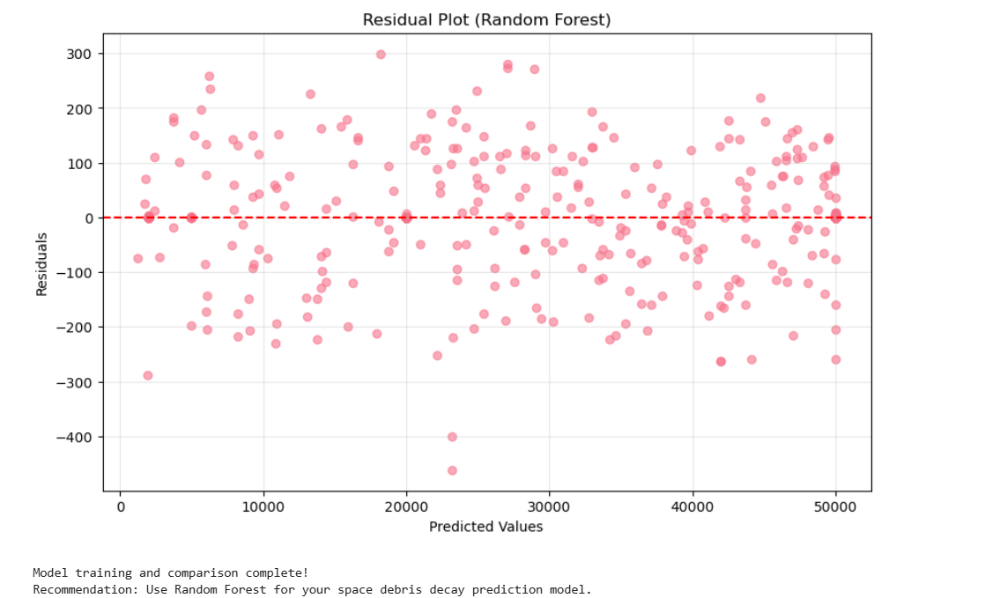 Residual Plot (Random Forest)
300
200
100
0
−100
−200
−300
−400
Residuals
0 10000 20000 30000 40000 50000
Predicted Values
Model training and comparison complete!
Recommendation: Use Random Forest for your space debris decay prediction model.